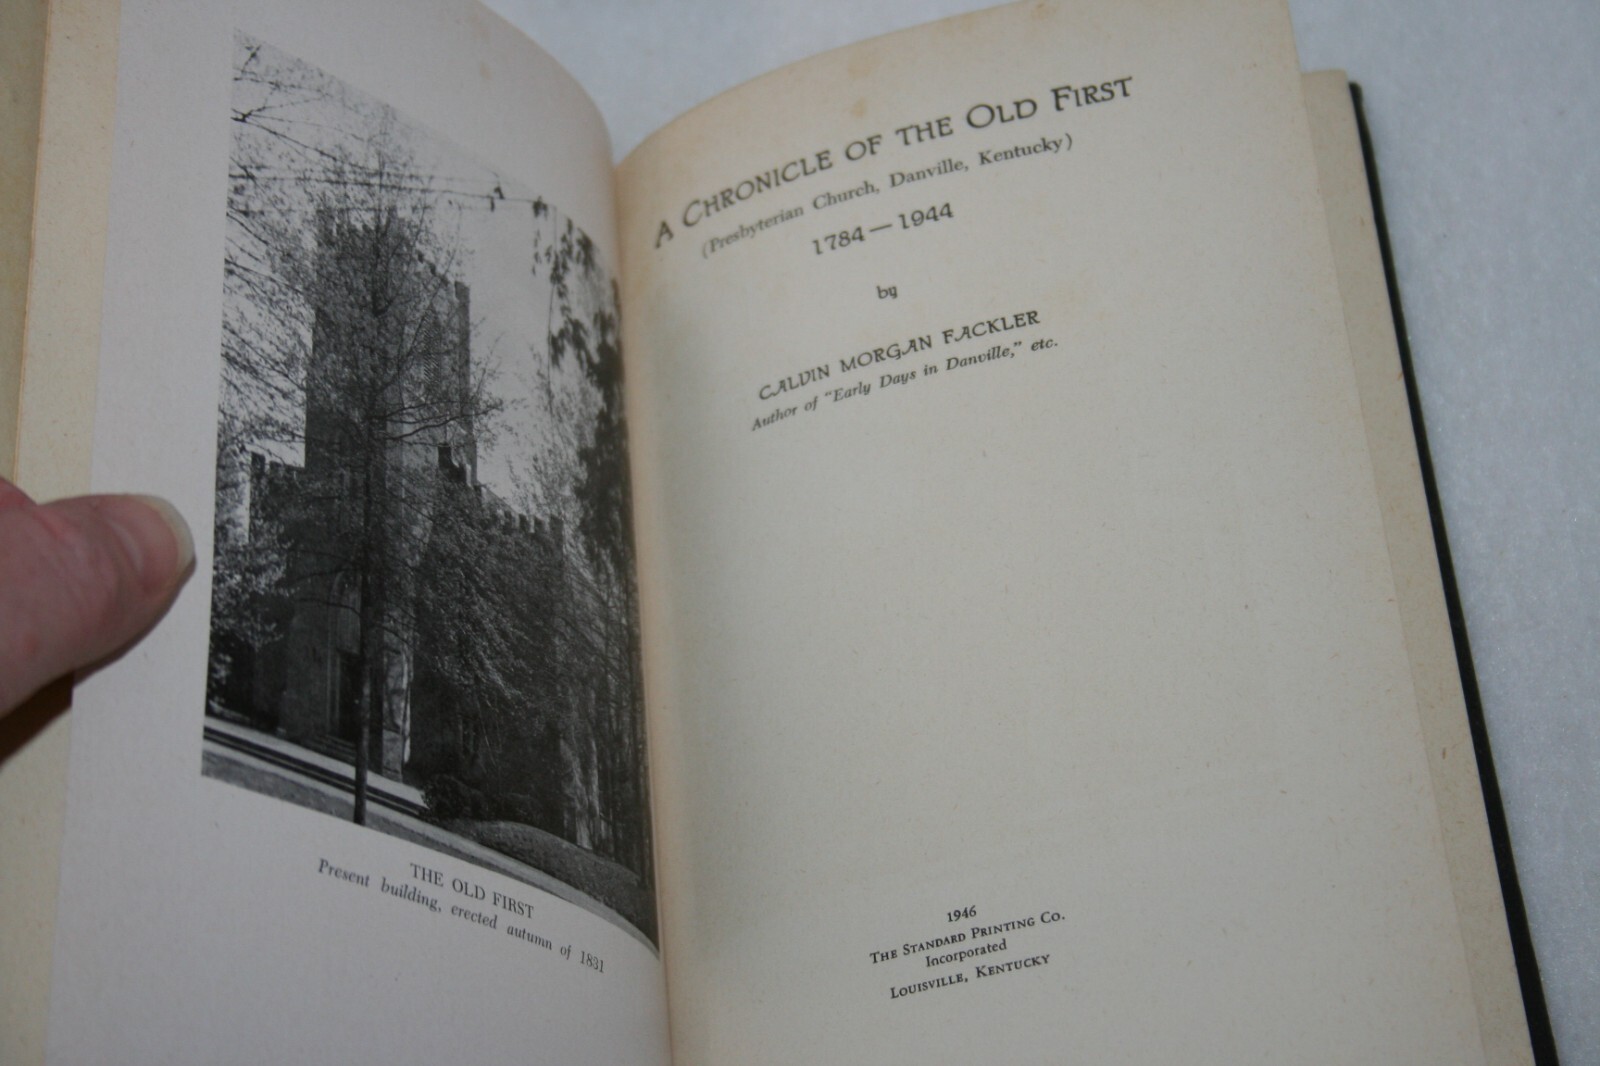 THE OLD FIRST
Present building, erected autumn of 1831
A CHRONICLE OF THE OLD FIRST
(Presbyterian Church, Danville, Kentucky)
1784—1944
by
CALVIN MORGAN FACKLER
Author of "Early Days in Danville," etc.
1946
THE STANDARD PRINTING CO.
Incorporated
LOUISVILLE, KENTUCKY